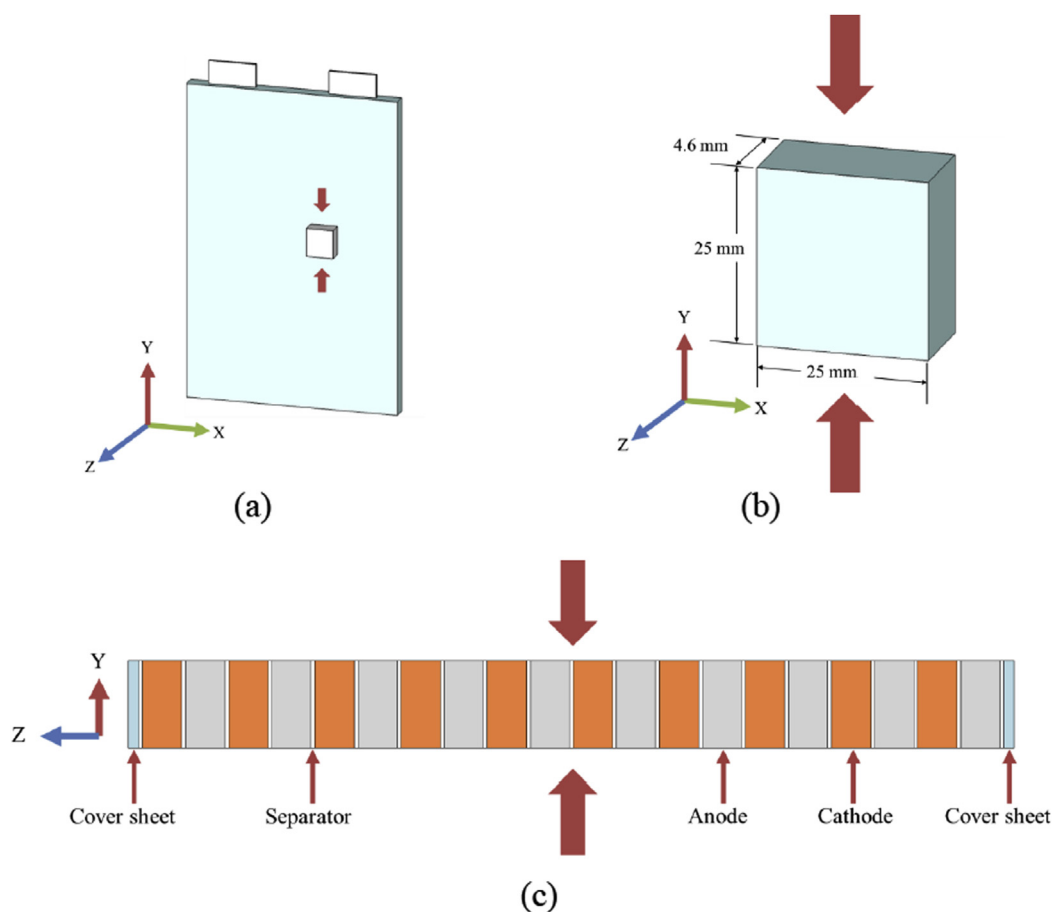 Y
X
Z
(a)
4.6 mm
25 mm
25 mm
Y
X
Z
(b)
Y
Z
Cover sheet
Separator
Anode
Cathode
Cover sheet
(c)